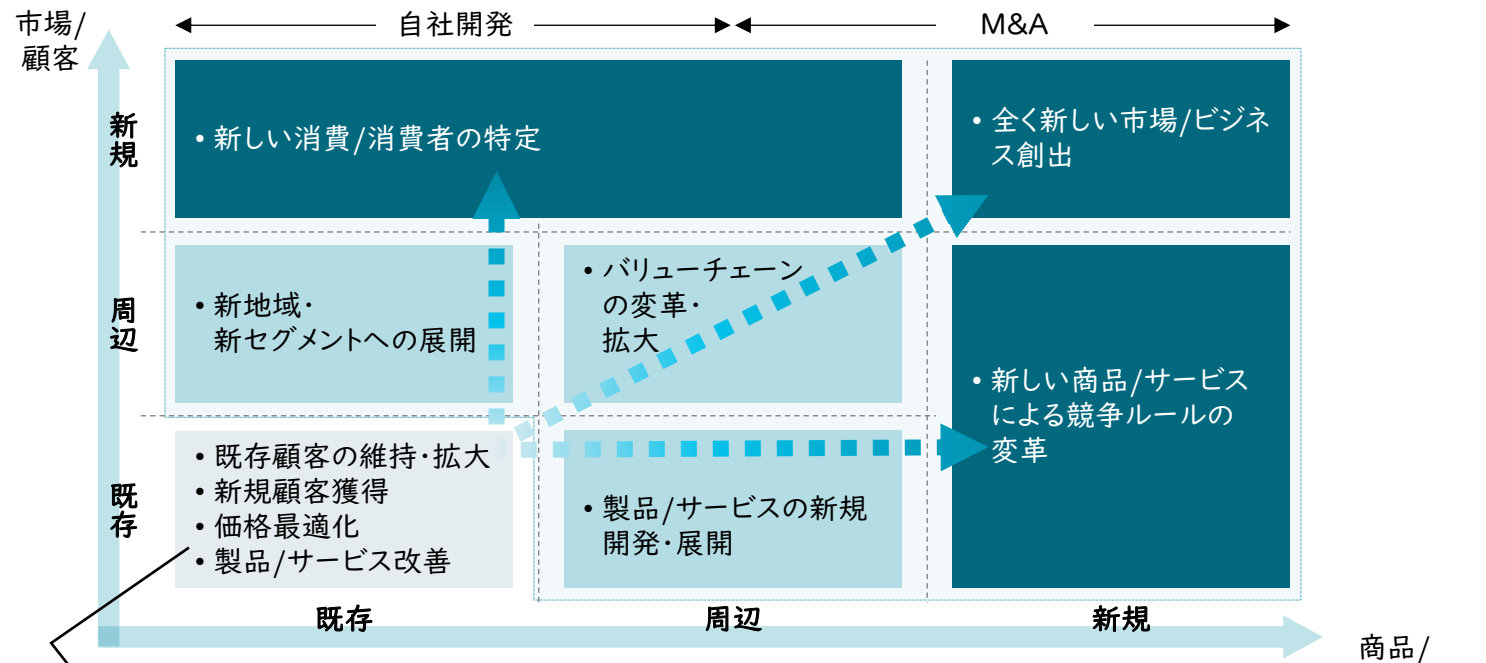 市場/
顧客
自社開発
M&A
新規
・新しい消費/消費者の特定
・全く新しい市場/ビジネ
ス創出
周辺
・新地域・
新セグメントへの展開
・バリューチェーン
の変革・
拡大
・新しい商品/サービス
による競争ルールの
変革
既存
・既存顧客の維持・拡大
・新規顧客獲得
・価格最適化
・製品/サービス改善
・製品/サービスの新規
開発・展開
既存
周辺
新規
商品/